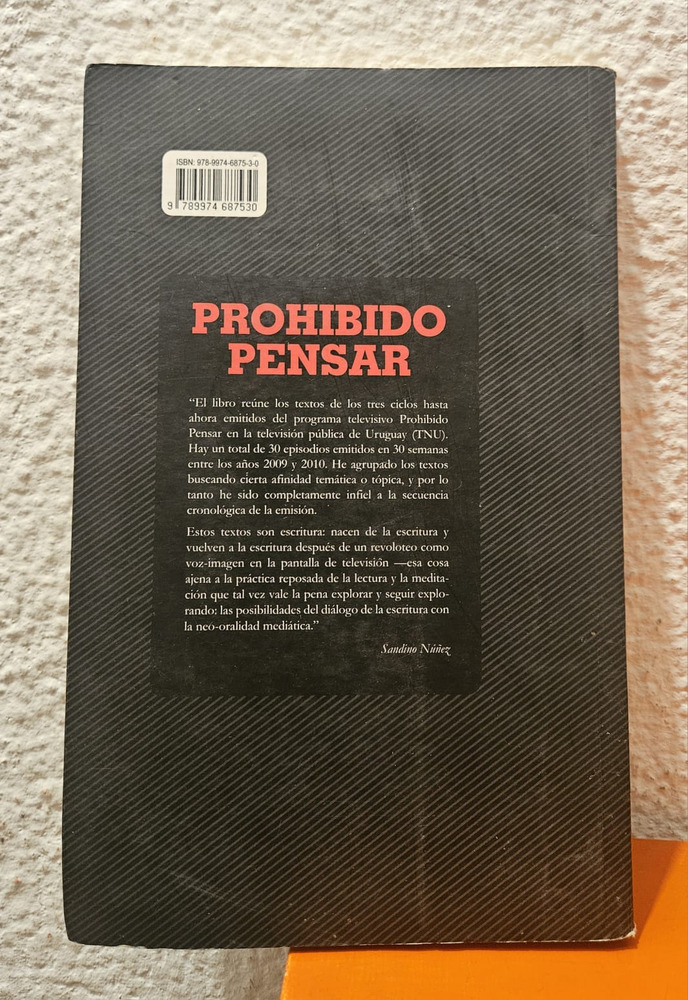 ISBN: 978-9974-6875-3-0
9 789974 687530
PROHIBIDO
PENSAR
“El libro reúne los textos de los tres ciclos hasta
ahora emitidos del programa televisivo Prohibido
Pensar en la televisión pública de Uruguay (TNU).
Hay un total de 30 episodios emitidos en 30 semanas
entre los años 2009 y 2010. He agrupado los textos
buscando cierta afinidad temática o tópica, y por lo
tanto he sido completamente infiel a la secuencia
cronológica de la emisión.
Estos textos son escritura: nacen de la escritura y
vuelven a la escritura después de un revoloteo como
voz-imagen en la pantalla de televisión —esa cosa
ajena a la práctica reposada de la lectura y la medita-
ción que tal vez vale la pena explorar y seguir explo-
rando: las posibilidades del diálogo de la escritura con
la neo-oralidad mediática.”
Sandino Núñez